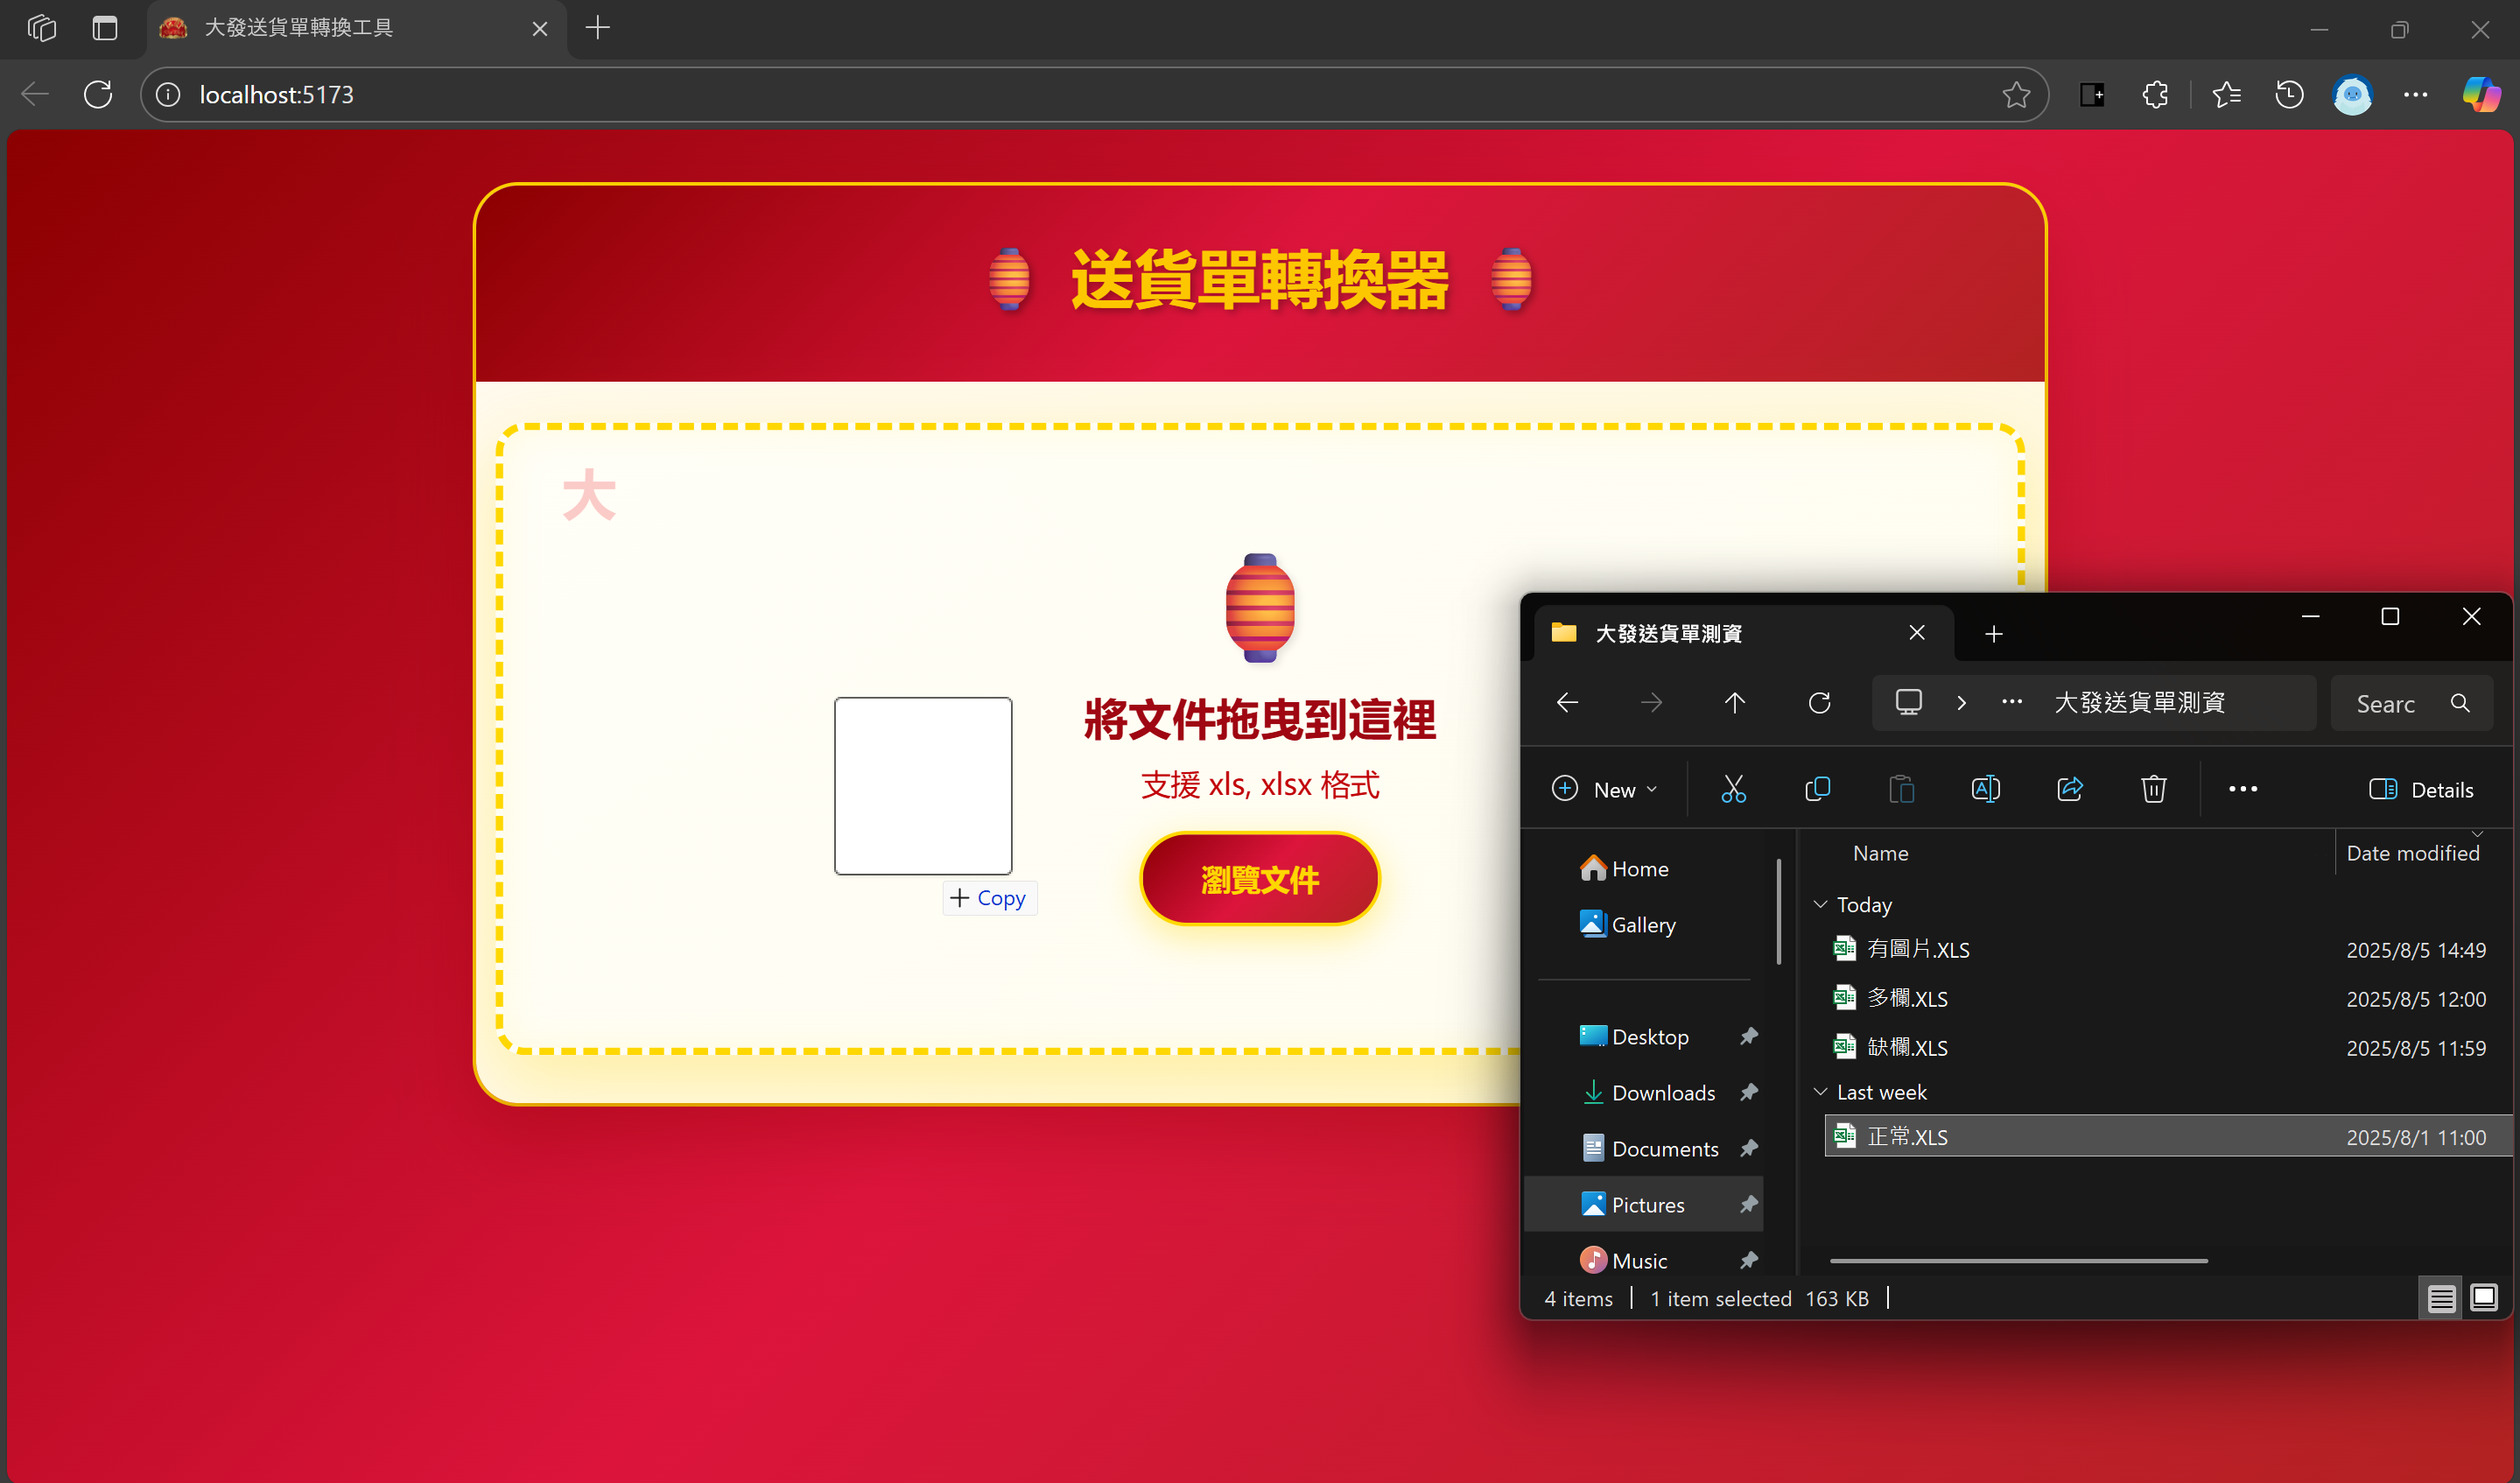 大發送貨單轉換工具
localhost:5173
送貨單轉換器
大
將文件拖曳到這裡
支援 xls, xlsx 格式
瀏覽文件
Copy
大發送貨單測資
大發送貨單測資
Searc
New
Details
Home
Gallery
Desktop
Downloads
Documents
Pictures
Music
Name
Date modified
Today
有圖片.XLS 2025/8/5 14:49
多欄.XLS 2025/8/5 12:00
缺欄.XLS 2025/8/5 11:59
Last week
正常.XLS 2025/8/1 11:00
4 items
1 item selected 163 KB